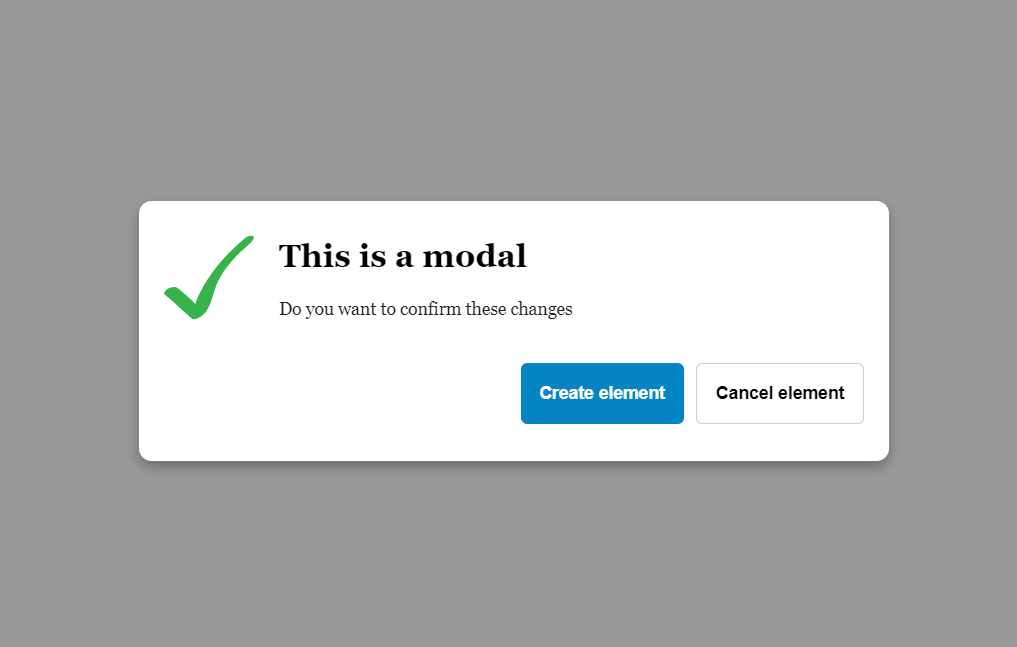 This is a modal
Do you want to confirm these changes
Create element
Cancel element